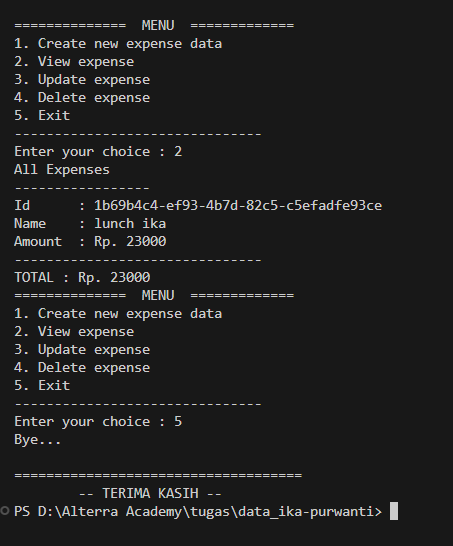 ==============  MENU  =============
1. Create new expense data
2. View expense
3. Update expense
4. Delete expense
5. Exit
-------------------------------
Enter your choice : 2
All Expenses
-----------------
Id      : 1b69b4c4-ef93-4b7d-82c5-c5efadfe93ce
Name    : lunch ika
Amount  : Rp. 23000
-------------------------------
TOTAL : Rp. 23000
==============  MENU  =============
1. Create new expense data
2. View expense
3. Update expense
4. Delete expense
5. Exit
-------------------------------
Enter your choice : 5
Bye...
====================================
        -- TERIMA KASIH --
PS D:\Alterra Academy\tugas\data_ika-purwanti>